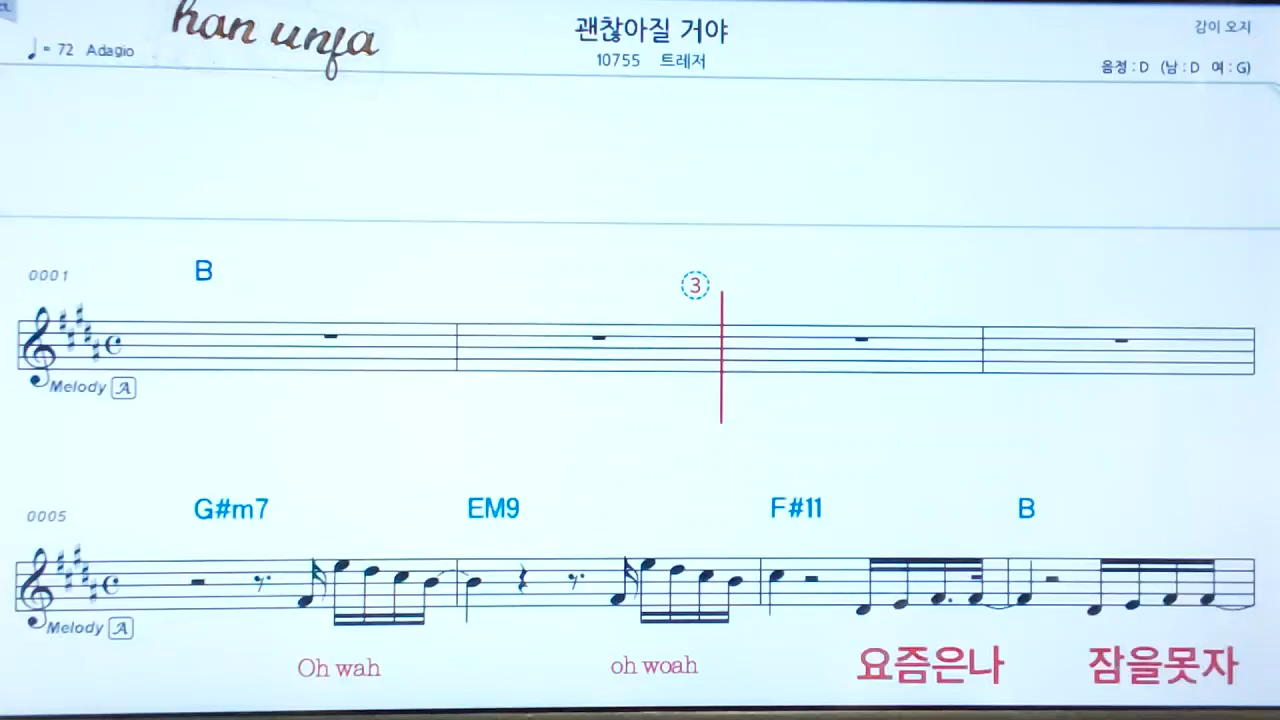 han unfa
괜찮아질 거야
감이 오지
♩= 72 Adagio
10755 트레저
음정 : D (남 : D 여 : G)
0001
B
3
Melody A
0005
G#m7 EM9 F#11 B
Melody A
Oh wah oh woah 요즘은나 잠을못자